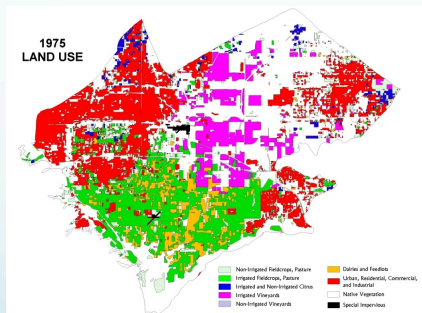 1975
LAND USE
Non-Irrigated Fieldcrops, Pasture
Irrigated Fieldcrops, Pasture
Irrigated and Non-Irrigated Citrus
Irrigated Vineyards
Non-Irrigated Vineyards
Dairies and Feedlots
Urban, Residential, Commercial,
and Industrial
Native Vegetation
Special Impervious